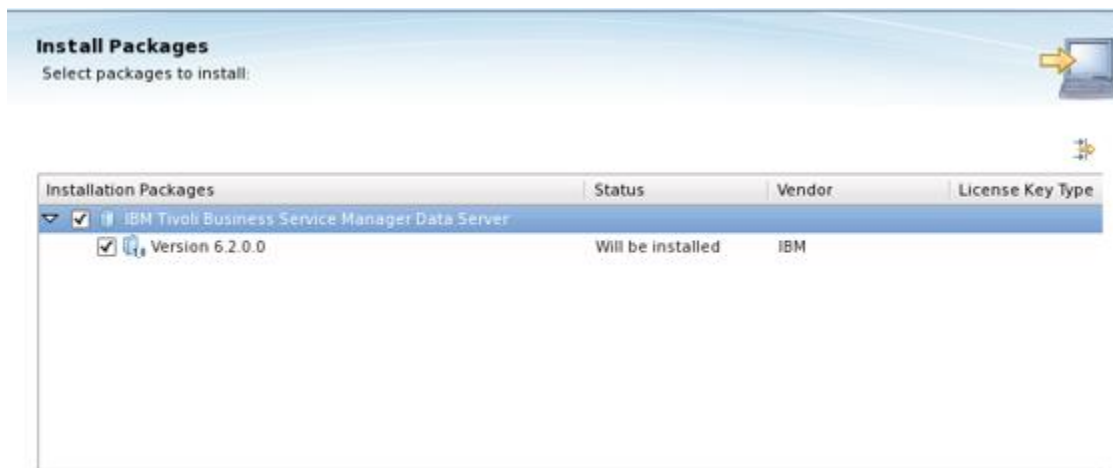 Install Packages
Select packages to install:
Installation Packages Status Vendor License Key Type
IBM Tivoli Business Service Manager Data Server
Version 6.2.0.0 Will be installed IBM